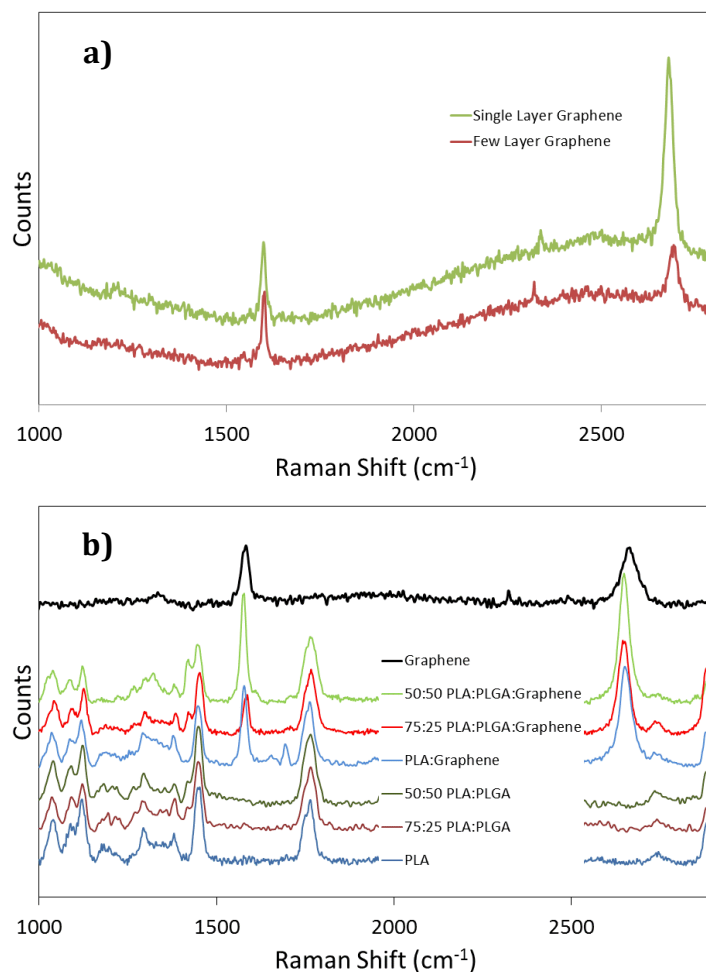 a)
Single Layer Graphene
Few Layer Graphene
Counts
1000 1500 2000 2500
Raman Shift (cm⁻¹)
b)
Graphene
50:50 PLA:PLGA:Graphene
75:25 PLA:PLGA:Graphene
PLA:Graphene
50:50 PLA:PLGA
75:25 PLA:PLGA
PLA
Counts
1000 1500 2000 2500
Raman Shift (cm⁻¹)